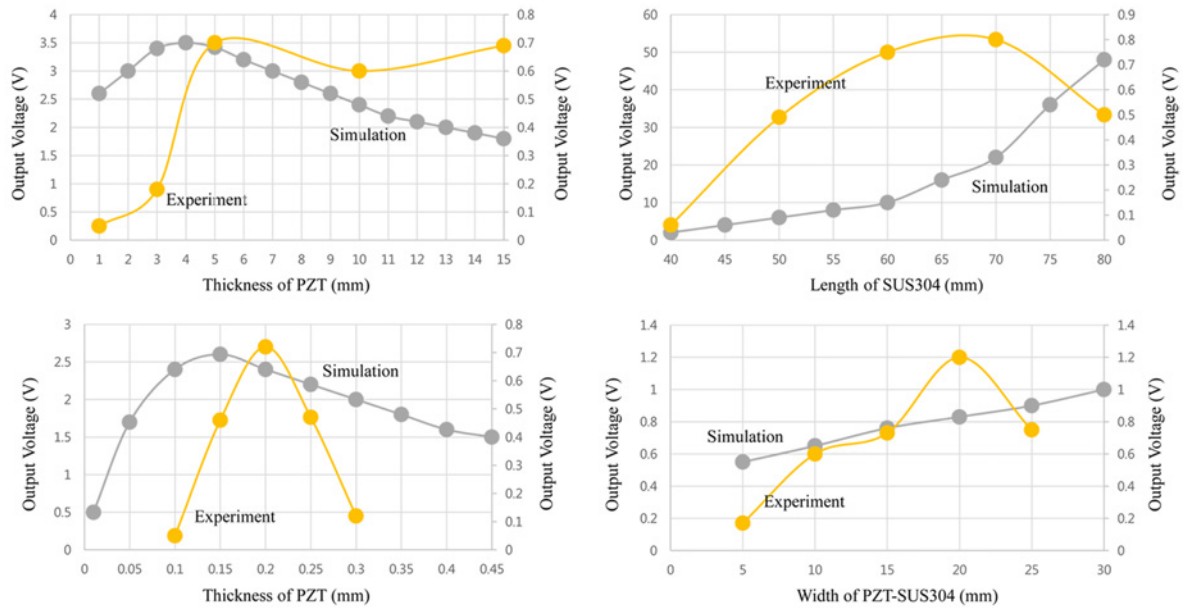 4
3.5
3
2.5
2
1.5
1
0.5
0
Output Voltage (V)
0.8
0.7
0.6
0.5
0.4
0.3
0.2
0.1
0
Output Voltage (V)
Simulation
Experiment
0 1 2 3 4 5 6 7 8 9 10 11 12 13 14 15
Thickness of PZT (mm)
60
50
40
30
20
10
0
Output Voltage (V)
0.9
0.8
0.7
0.6
0.5
0.4
0.3
0.2
0.1
0
Output Voltage (V)
Experiment
Simulation
40 45 50 55 60 65 70 75 80
Length of SUS304 (mm)
3
2.5
2
1.5
1
0.5
0
Output Voltage (V)
0.8
0.7
0.6
0.5
0.4
0.3
0.2
0.1
0
Output Voltage (V)
Simulation
Experiment
0 0.05 0.1 0.15 0.2 0.25 0.3 0.35 0.4 0.45
Thickness of PZT (mm)
1.4
1.2
1
0.8
0.6
0.4
0.2
0
Output Voltage (V)
1.4
1.2
1
0.8
0.6
0.4
0.2
0
Output Voltage (V)
Simulation
Experiment
0 5 10 15 20 25 30
Width of PZT-SUS304 (mm)